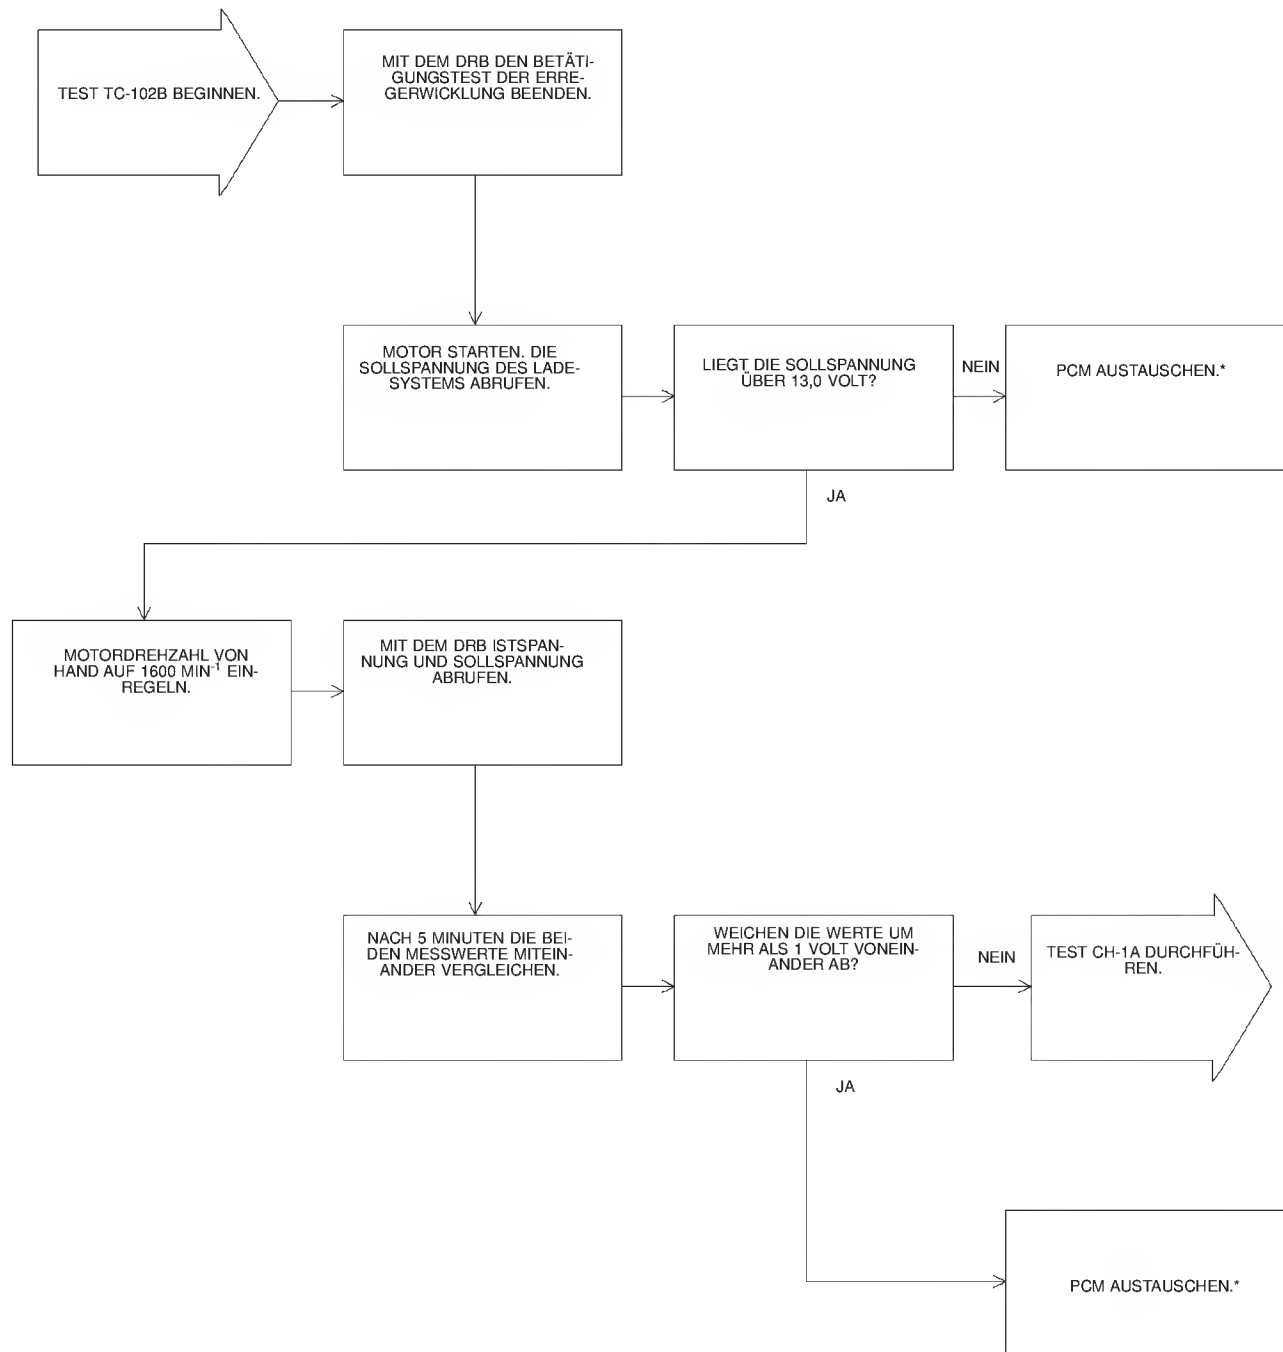 TEST TC-102B BEGINNEN.
MIT DEM DRB DEN BETÄTI-
GUNGSTEST DER ERRE-
GERWICKLUNG BEENDEN.
MOTOR STARTEN. DIE
SOLLSPANNUNG DES LADE-
SYSTEMS ABRUFEN.
LIEGT DIE SOLLSPANNUNG
ÜBER 13,0 VOLT?
NEIN
PCM AUSTAUSCHEN.*
JA
MOTORDREHZAHL VON
HAND AUF 1600 MIN⁻¹ EIN-
REGELN.
MIT DEM DRB ISTSPAN-
NUNG UND SOLLSPANNUNG
ABRUFEN.
NACH 5 MINUTEN DIE BEI-
DEN MESSWERTE MITEIN-
ANDER VERGLEICHEN.
WEICHEN DIE WERTE UM
MEHR ALS 1 VOLT VONEIN-
ANDER AB?
NEIN
TEST CH-1A DURCHFÜH-
REN.
JA
PCM AUSTAUSCHEN.*